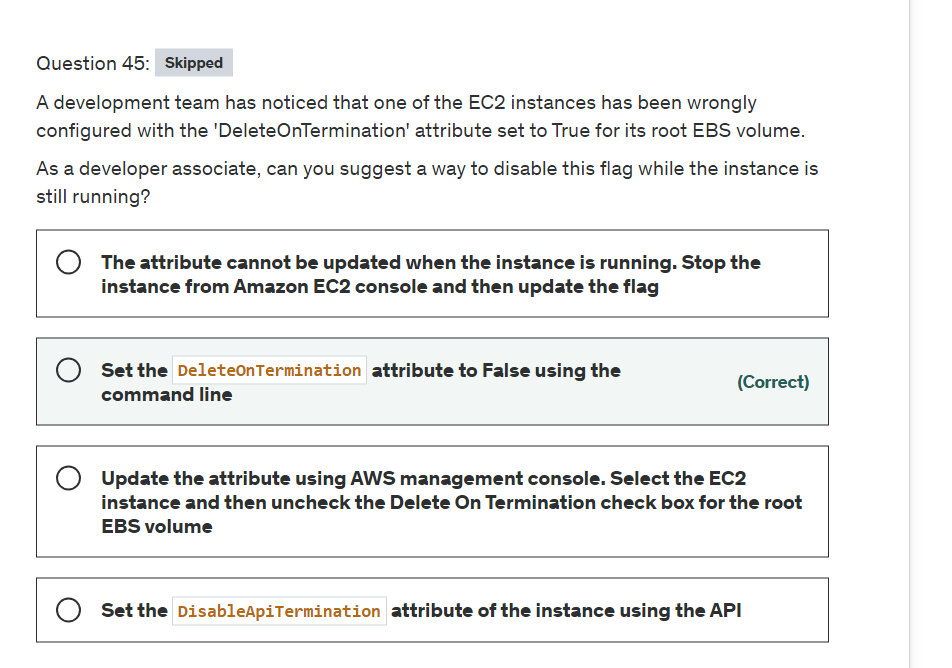 Question 45: Skipped
A development team has noticed that one of the EC2 instances has been wrongly
configured with the 'DeleteOnTermination' attribute set to True for its root EBS volume.
As a developer associate, can you suggest a way to disable this flag while the instance is
still running?
The attribute cannot be updated when the instance is running. Stop the
instance from Amazon EC2 console and then update the flag
Set the DeleteOnTermination attribute to False using the
command line
(Correct)
Update the attribute using AWS management console. Select the EC2
instance and then uncheck the Delete On Termination check box for the root
EBS volume
Set the DisableApiTermination attribute of the instance using the API